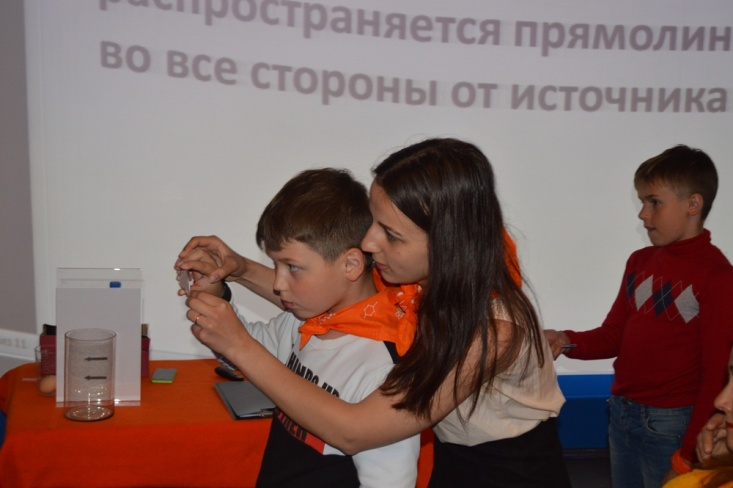 распространяется прямолин
во все стороны от источника